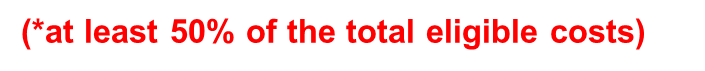 (*at least 50% of the total eligible costs)